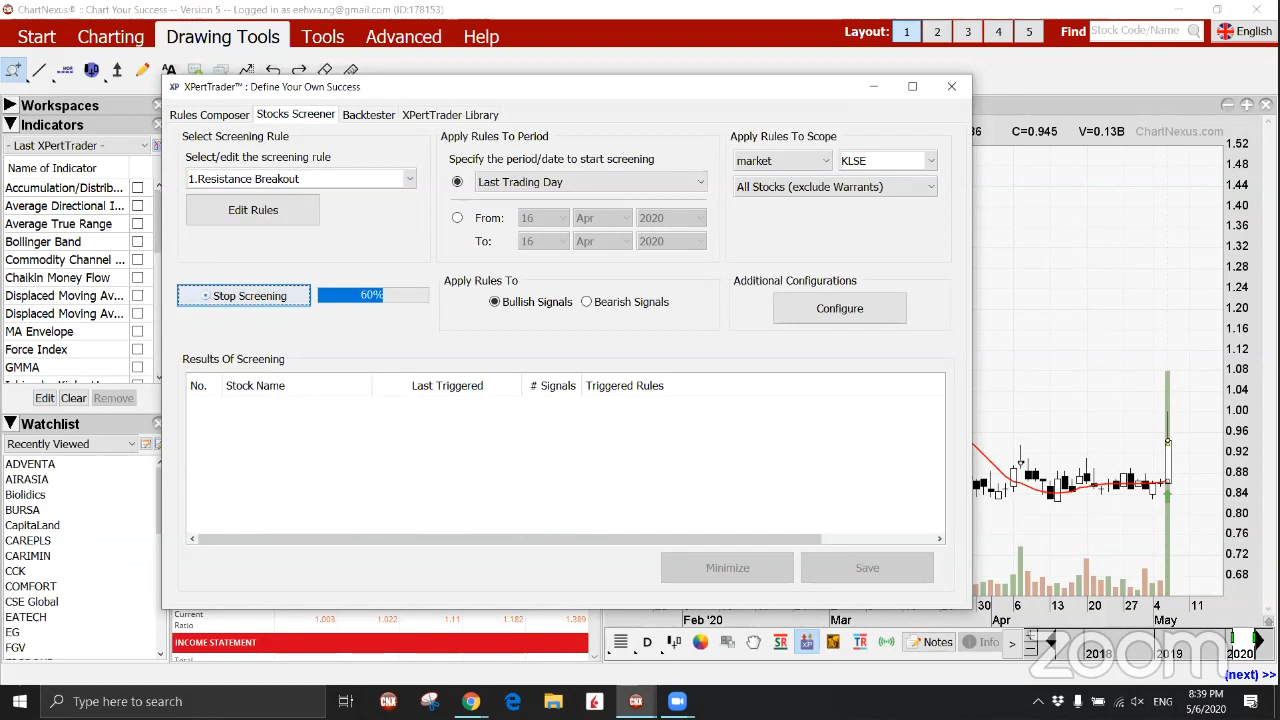 ChartNexus® :: Chart Your Success -- Version 5 -- Logged in as eehwa.ng@gmail.com (ID:178153)
Start Charting Drawing Tools Tools Advanced Help
Layout: 1 2 3 4 5 Find Stock Code/Name English
XP XPertTrader™ : Define Your Own Success
Workspaces
Indicators
- Last XPertTrader -
Name of Indicator
Accumulation/Distrib...
Average Directional I...
Average True Range
Bollinger Band
Commodity Channel ...
Chaikin Money Flow
Displaced Moving Av...
Displaced Moving Av...
MA Envelope
Force Index
GMMA
Edit Clear Remove
Watchlist
Recently Viewed
ADVENTA
AIRASIA
Biolidics
BURSA
CapitaLand
CAREPLS
CARIMIN
CCK
COMFORT
CSE Global
EATECH
EG
FGV
Rules Composer Stocks Screener Backtester XPertTrader Library
Select Screening Rule
Select/edit the screening rule
1.Resistance Breakout
Edit Rules
Apply Rules To Period
Specify the period/date to start screening
Last Trading Day
From: 16 Apr 2020
To: 16 Apr 2020
Apply Rules To Scope
market KLSE
All Stocks (exclude Warrants)
Stop Screening 60%
Apply Rules To
Bullish Signals Bearish Signals
Additional Configurations
Configure
Results Of Screening
No. Stock Name Last Triggered # Signals Triggered Rules
Minimize Save
Current
Ratio
1.003 1.022 1.11 1.182 1.389
INCOME STATEMENT
C=0.945 V=0.13B ChartNexus.com
1.52
1.48
1.44
1.40
1.36
1.32
1.28
1.24
1.20
1.16
1.12
1.08
1.04
1.00
0.96
0.92
0.88
0.84
0.80
0.76
0.72
0.68
30 6 13 20 27 4 11
Feb '20 Mar Apr May
D SR XP TR Notes Info > 2018 2019 2020
(next) >>
zoom
Type here to search
CNX CNX
ENG
8:39 PM
5/6/2020